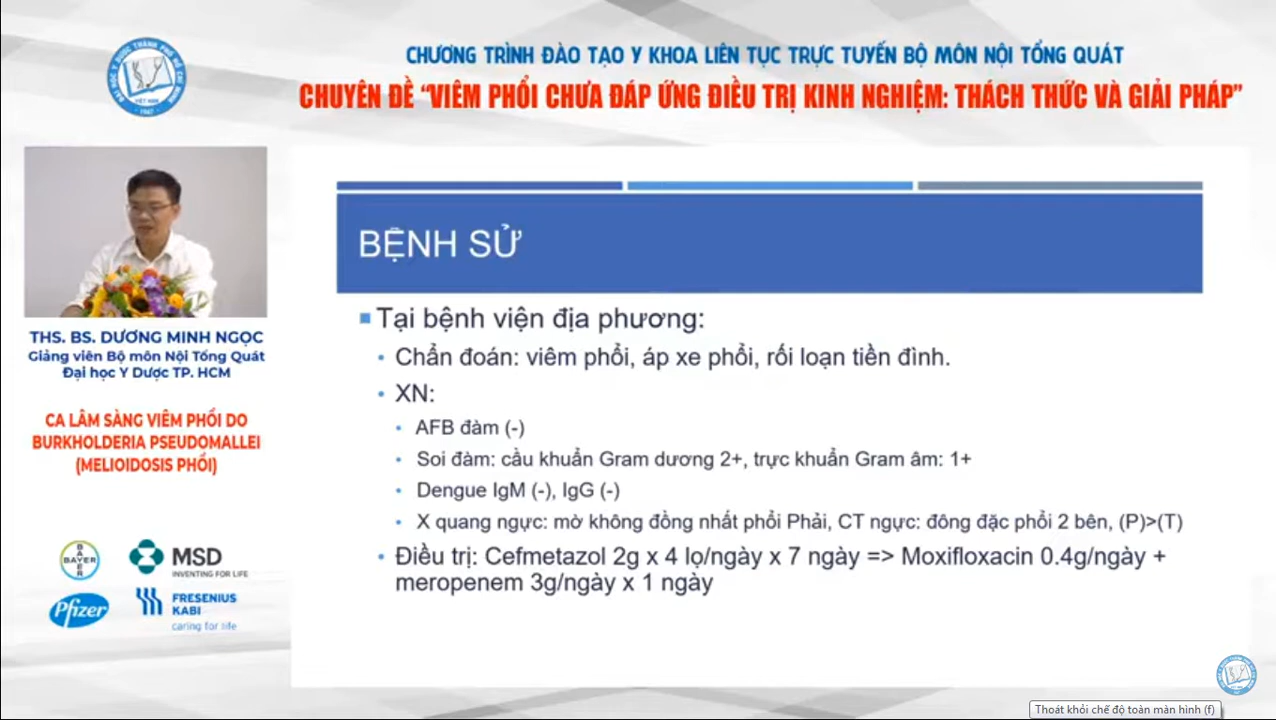 CHƯƠNG TRÌNH ĐÀO TẠO Y KHOA LIÊN TỤC TRỰC TUYẾN BỘ MÔN NỘI TỔNG QUÁT
CHUYÊN ĐỀ “VIÊM PHỔI CHƯA ĐÁP ỨNG ĐIỀU TRỊ KINH NGHIỆM: THÁCH THỨC VÀ GIẢI PHÁP”
THS. BS. DƯƠNG MINH NGỌC
Giảng viên Bộ môn Nội Tổng Quát
Đại học Y Dược TP. HCM
CA LÂM SÀNG VIÊM PHỔI DO
BURKHOLDERIA PSEUDOMALLEI
(MELIOIDOSIS PHỔI)
BAYER
MSD
INVENTING FOR LIFE
Pfizer
FRESENIUS
KABI
caring for life
BỆNH SỬ
Tại bệnh viện địa phương:
Chẩn đoán: viêm phổi, áp xe phổi, rối loạn tiền đình.
XN:
AFB đàm (-)
Soi đàm: cầu khuẩn Gram dương 2+, trực khuẩn Gram âm: 1+
Dengue IgM (-), IgG (-)
X quang ngực: mờ không đồng nhất phổi Phải, CT ngực: đông đặc phổi 2 bên, (P)>(T)
Điều trị: Cefmetazol 2g x 4 lọ/ngày x 7 ngày => Moxifloxacin 0.4g/ngày +
meropenem 3g/ngày x 1 ngày
Thoát khỏi chế độ toàn màn hình (f)